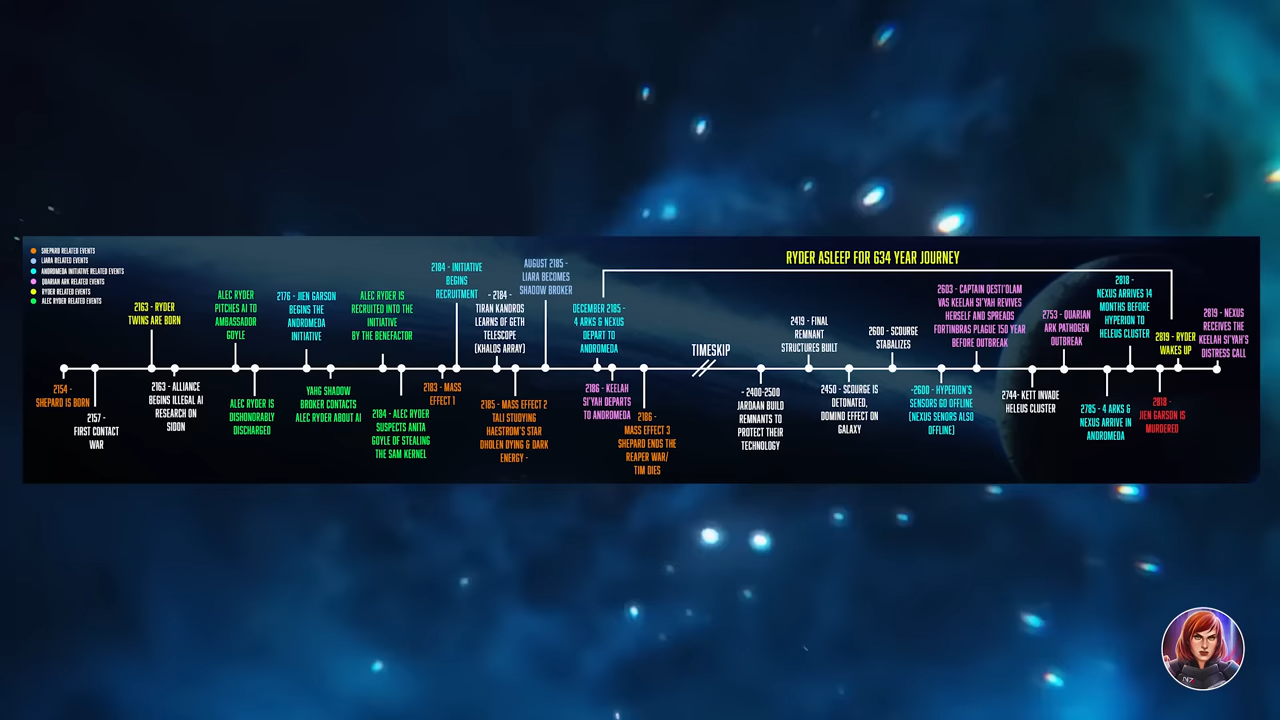 SHEPARD RELATED EVENTS
LIARA RELATED EVENTS
ANDROMEDA INITIATIVE RELATED EVENTS
QUARIAN ARK RELATED EVENTS
RYDER RELATED EVENTS
ALEC RYDER RELATED EVENTS
RYDER ASLEEP FOR 634 YEAR JOURNEY
2154 -
SHEPARD IS BORN
2157 -
FIRST CONTACT
WAR
2163 - RYDER
TWINS ARE BORN
2163 - ALLIANCE
BEGINS ILLEGAL AI
RESEARCH ON
SIDON
ALEC RYDER
PITCHES AI TO
AMBASSADOR
GOYLE
ALEC RYDER IS
DISHONORABLY
DISCHARGED
2176 - JIEN GARSON
BEGINS THE
ANDROMEDA
INITIATIVE
YAHG SHADOW
BROKER CONTACTS
ALEC RYDER ABOUT AI
ALEC RYDER IS
RECRUITED INTO THE
INITIATIVE
BY THE BENEFACTOR
2184 - ALEC RYDER
SUSPECTS ANITA
GOYLE OF STEALING
THE SAM KERNEL
2183 - MASS
EFFECT 1
2184 - INITIATIVE
BEGINS
RECRUITMENT
- 2184 -
TIRAN KANDROS
LEARNS OF GETH
TELESCOPE
(KHALOS ARRAY)
2185 - MASS EFFECT 2
TALI STUDYING
HAESTROM'S STAR
DHOLEN DYING & DARK
ENERGY -
AUGUST 2185 -
LIARA BECOMES
SHADOW BROKER
DECEMBER 2185 -
4 ARKS & NEXUS
DEPART TO
ANDROMEDA
2186 - KEELAH
SI'YAH DEPARTS
TO ANDROMEDA
2186 -
MASS EFFECT 3
SHEPARD ENDS THE
REAPER WAR/
TIM DIES
TIMESKIP
- 2400-2500
JARDAAN BUILD
REMNANTS TO
PROTECT THEIR
TECHNOLOGY
2419 - FINAL
REMNANT
STRUCTURES BUILT
2450 - SCOURGE IS
DETONATED,
DOMINO EFFECT ON
GALAXY
2600 - SCOURGE
STABALIZES
~2600 - HYPERION'S
SENSORS GO OFFLINE
(NEXUS SENORS ALSO
OFFLINE)
2603 - CAPTAIN QESTI'OLAM
VAS KEELAH SI'YAH REVIVES
HERSELF AND SPREADS
FORTINBRAS PLAGUE 150 YEAR
BEFORE OUTBREAK
2744- KETT INVADE
HELEUS CLUSTER
2753 - QUARIAN
ARK PATHOGEN
OUTBREAK
2785 - 4 ARKS &
NEXUS ARRIVE IN
ANDROMEDA
2818 -
NEXUS ARRIVES 14
MONTHS BEFORE
HYPERION TO
HELEUS CLUSTER
2818 -
JIEN GARSON IS
MURDERED
2819 - RYDER
WAKES UP
2819 - NEXUS
RECEIVES THE
KEELAH SI'YAH'S
DISTRESS CALL
N7